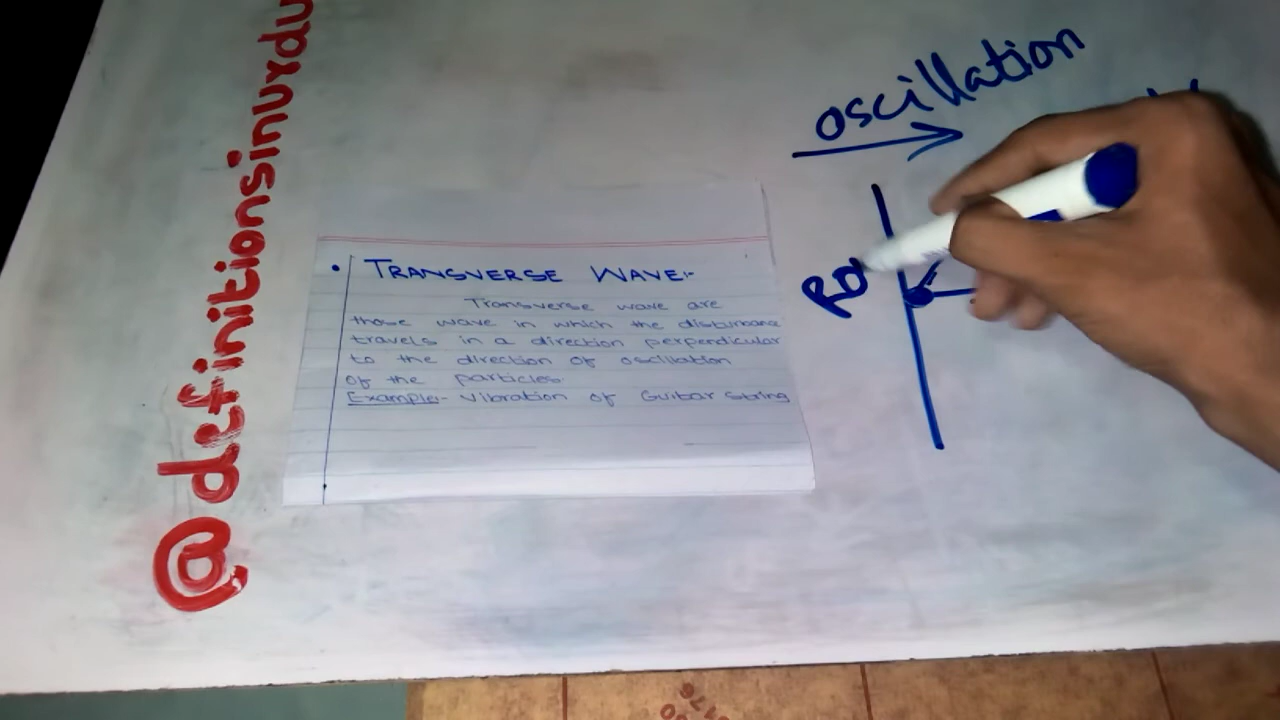 @definitionsinurdu
oscillation
• TRANSVERSE WAVE:-
Transverse wave are
those wave in which the disturbance
travels in a direction perpendicular
to the direction of oscillation
of the particles.
Example:- Vibration of Guitar string